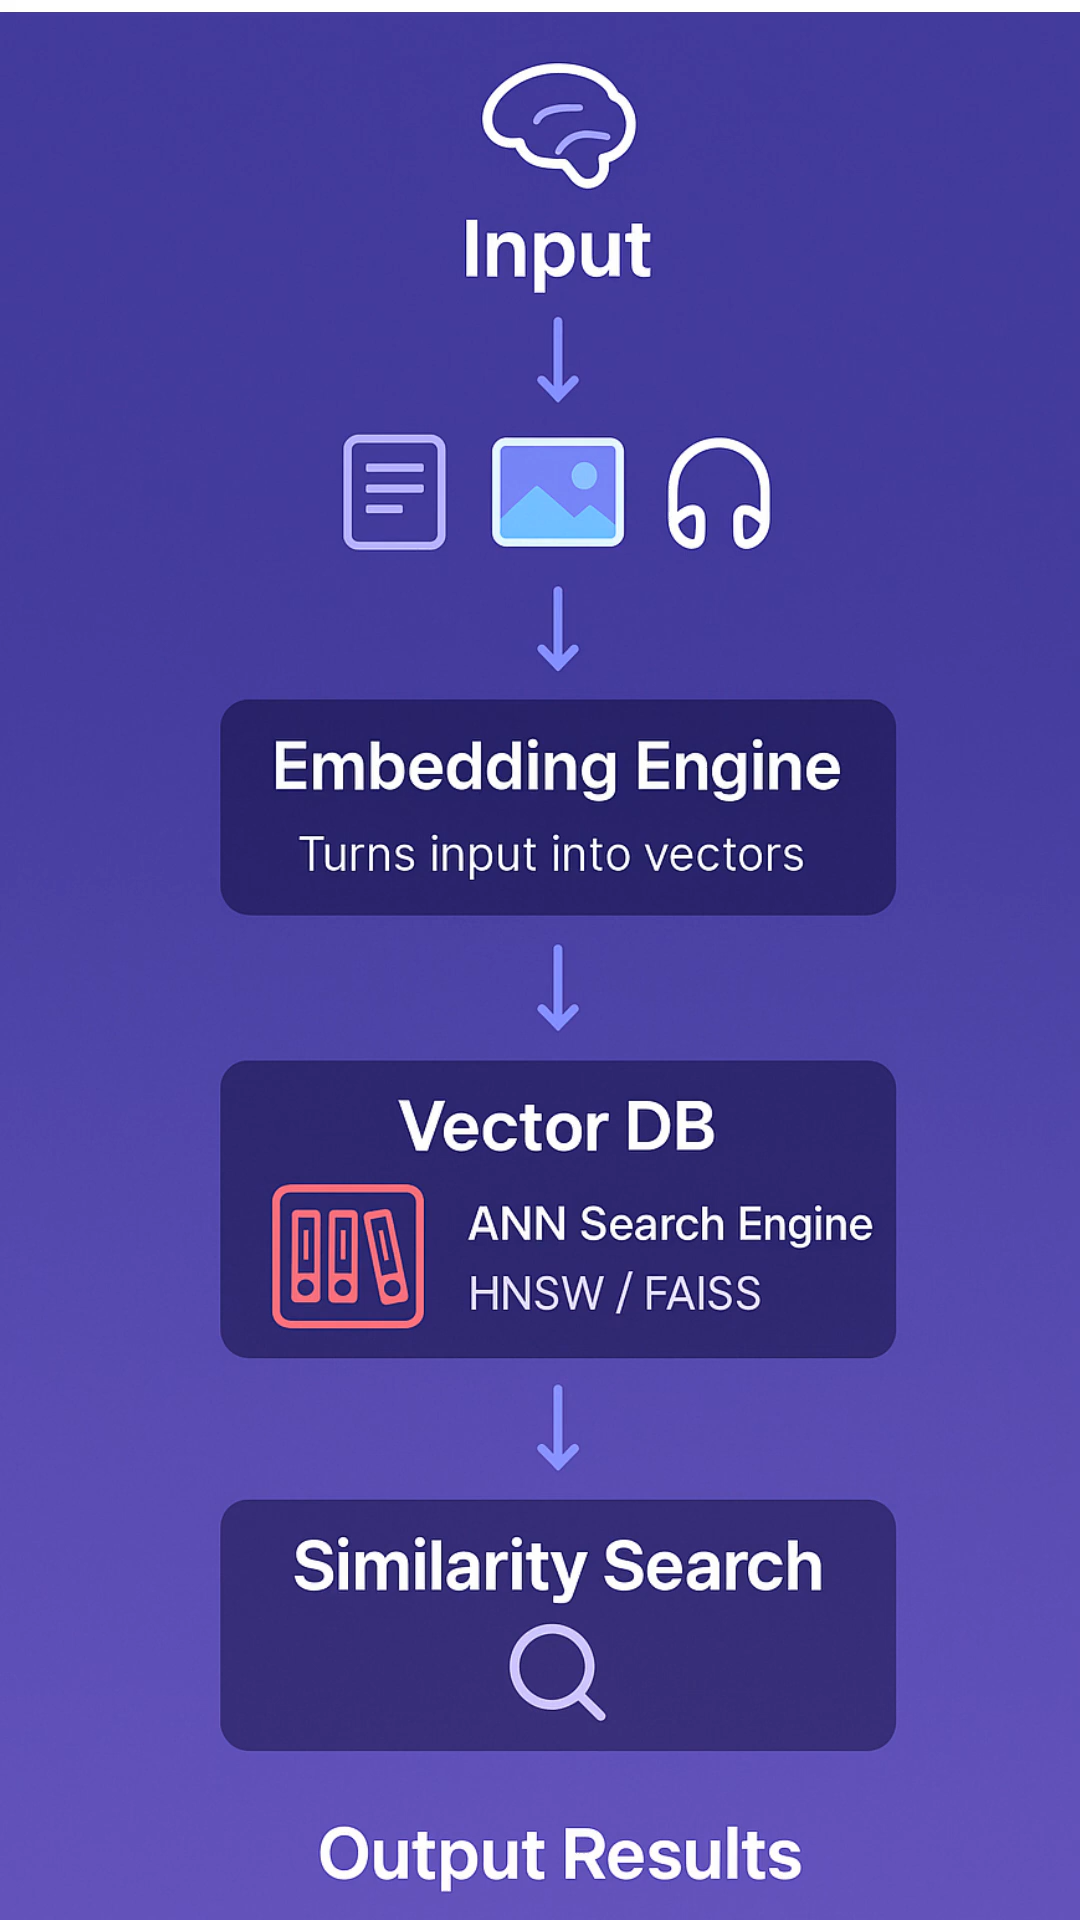 Input
Embedding Engine
Turns input into vectors
Vector DB
ANN Search Engine
HNSW / FAISS
Similarity Search
Output Results